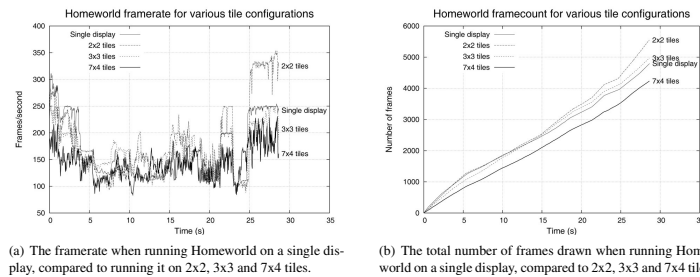 Homeworld framerate for various tile configurations
400
350
300
250
200
150
100
50
Frames/second
Single display
2x2 tiles
3x3 tiles
7x4 tiles
2x2 tiles
Single display
3x3 tiles
7x4 tiles
0 5 10 15 20 25 30 35
Time (s)
(a) The framerate when running Homeworld on a single dis-
play, compared to running it on 2x2, 3x3 and 7x4 tiles.
Homeworld framecount for various tile configurations
6000
5000
4000
3000
2000
1000
0
Number of frames
Single display
2x2 tiles
3x3 tiles
7x4 tiles
2x2 tiles
3x3 tiles
Single display
7x4 tiles
0 5 10 15 20 25 30 35
Time (s)
(b) The total number of frames drawn when running Hom
world on a single display, compared to 2x2, 3x3 and 7x4 til